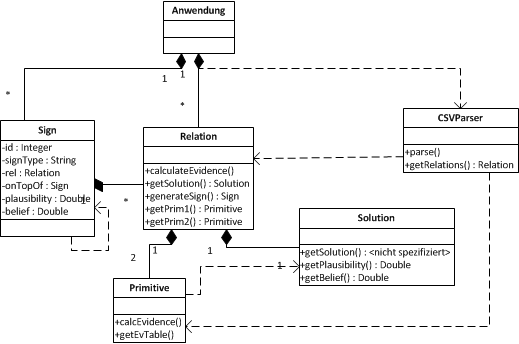 Anwendung
1
1
*
*
Sign
-id : Integer
-signType : String
-rel : Relation
-onTopOf : Sign
-plausibility : Double
-belief : Double
Relation
+calculateEvidence()
+getSolution() : Solution
+generateSign() : Sign
+getPrim1() : Primitive
+getPrim2() : Primitive
CSVParser
+parse()
+getRelations() : Relation
*
1
2
1
1
1
Solution
+getSolution() : <nicht spezifiziert>
+getPlausibility() : Double
+getBelief() : Double
Primitive
+calcEvidence()
+getEvTable()